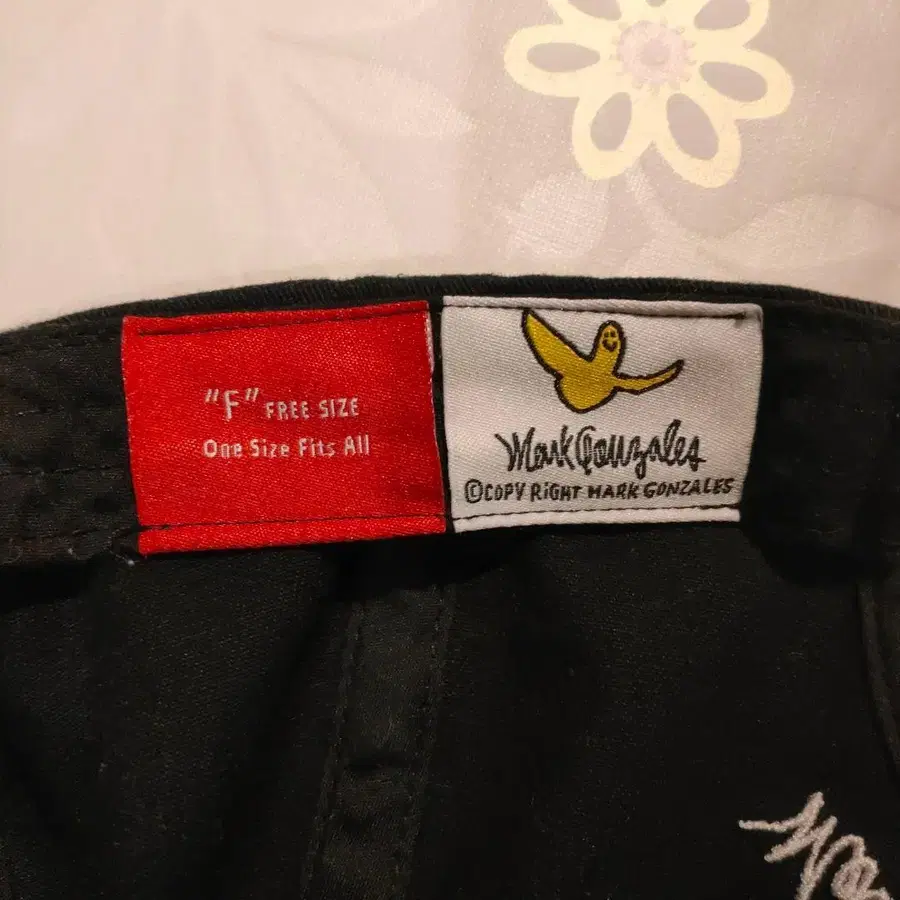 "F" FREE SIZE
One Size Fits All
Mark Gonzales
©COPY RIGHT MARK GONZALES